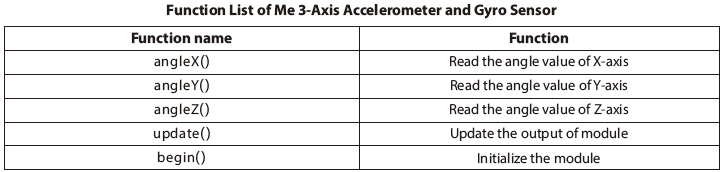 Function List of Me 3-Axis Accelerometer and Gyro Sensor
Function name Function
angleX() Read the angle value of X-axis
angleY() Read the angle value of Y-axis
angleZ() Read the angle value of Z-axis
update() Update the output of module
begin() Initialize the module